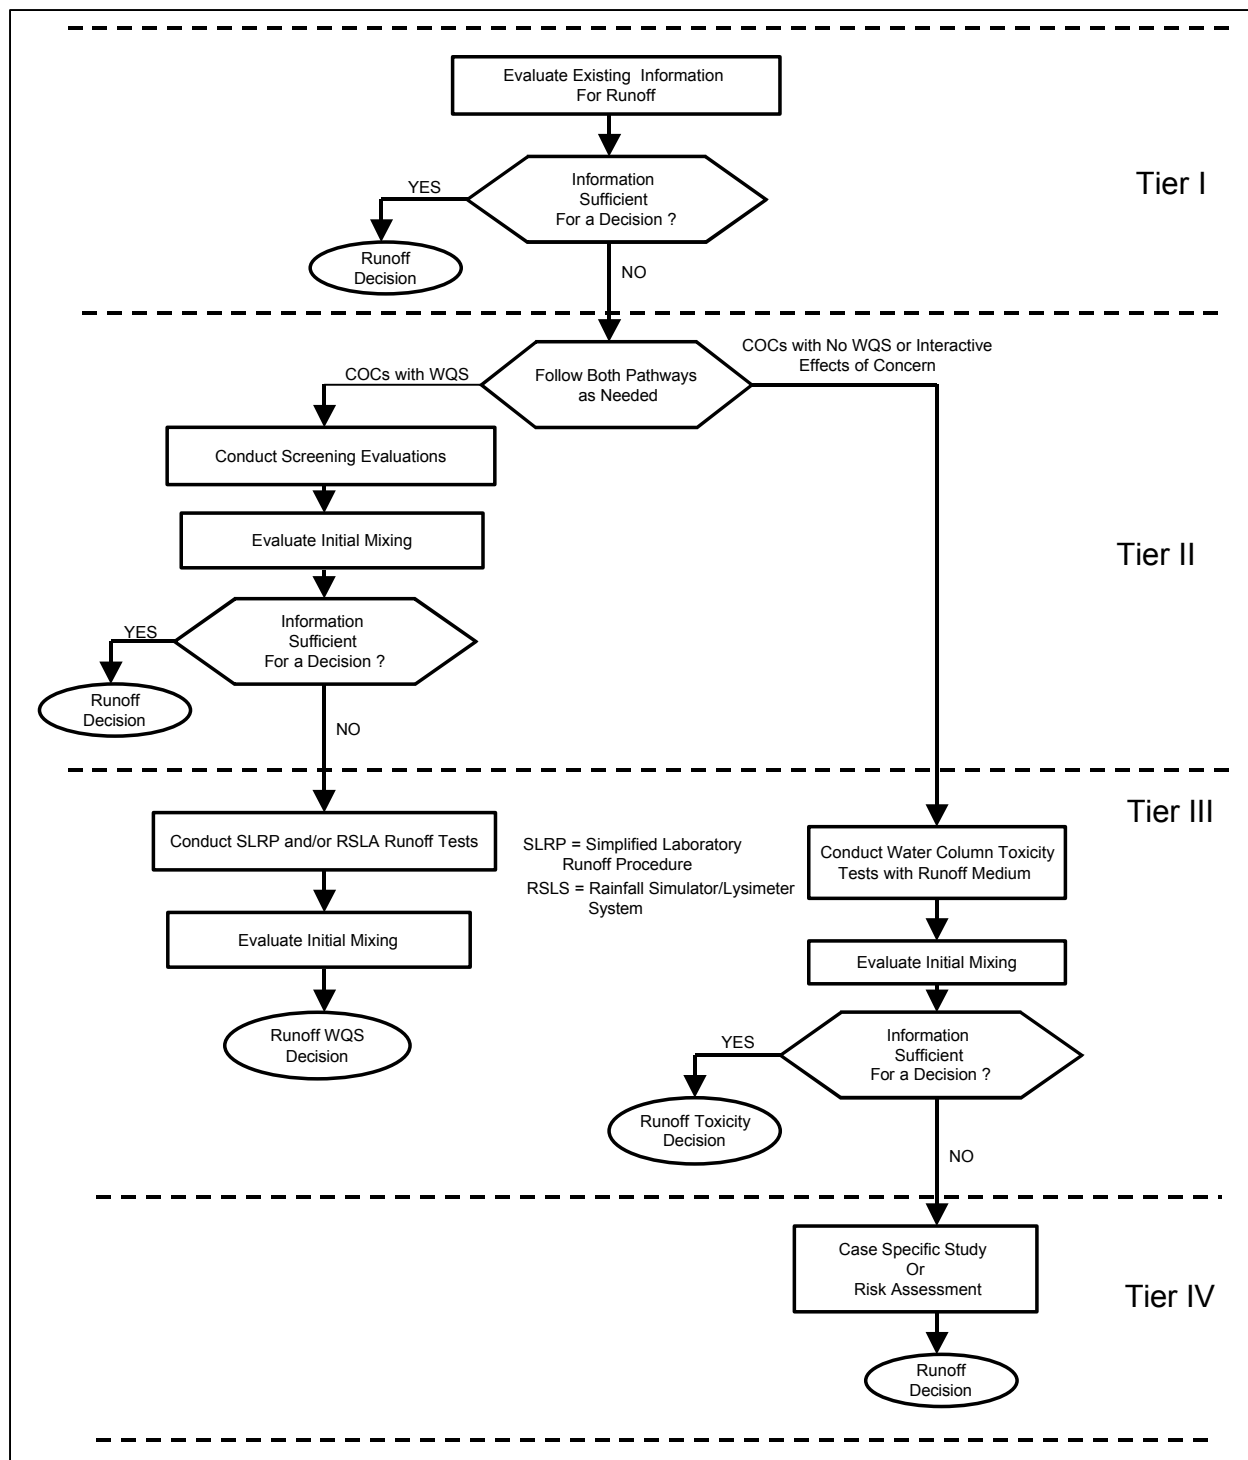 Evaluate Existing Information
For Runoff
Tier I
Information
Sufficient
For a Decision ?
YES
Runoff
Decision
NO
COCs with No WQS or Interactive
Effects of Concern
Follow Both Pathways
as Needed
COCs with WQS
Conduct Screening Evaluations
Evaluate Initial Mixing
Tier II
Information
Sufficient
For a Decision ?
YES
Runoff
Decision
NO
Tier III
Conduct SLRP and/or RSLA Runoff Tests
SLRP = Simplified Laboratory
Runoff Procedure
RSLS = Rainfall Simulator/Lysimeter
System
Conduct Water Column Toxicity
Tests with Runoff Medium
Evaluate Initial Mixing
Evaluate Initial Mixing
Runoff WQS
Decision
Information
Sufficient
For a Decision ?
YES
Runoff Toxicity
Decision
NO
Case Specific Study
Or
Risk Assessment
Tier IV
Runoff
Decision